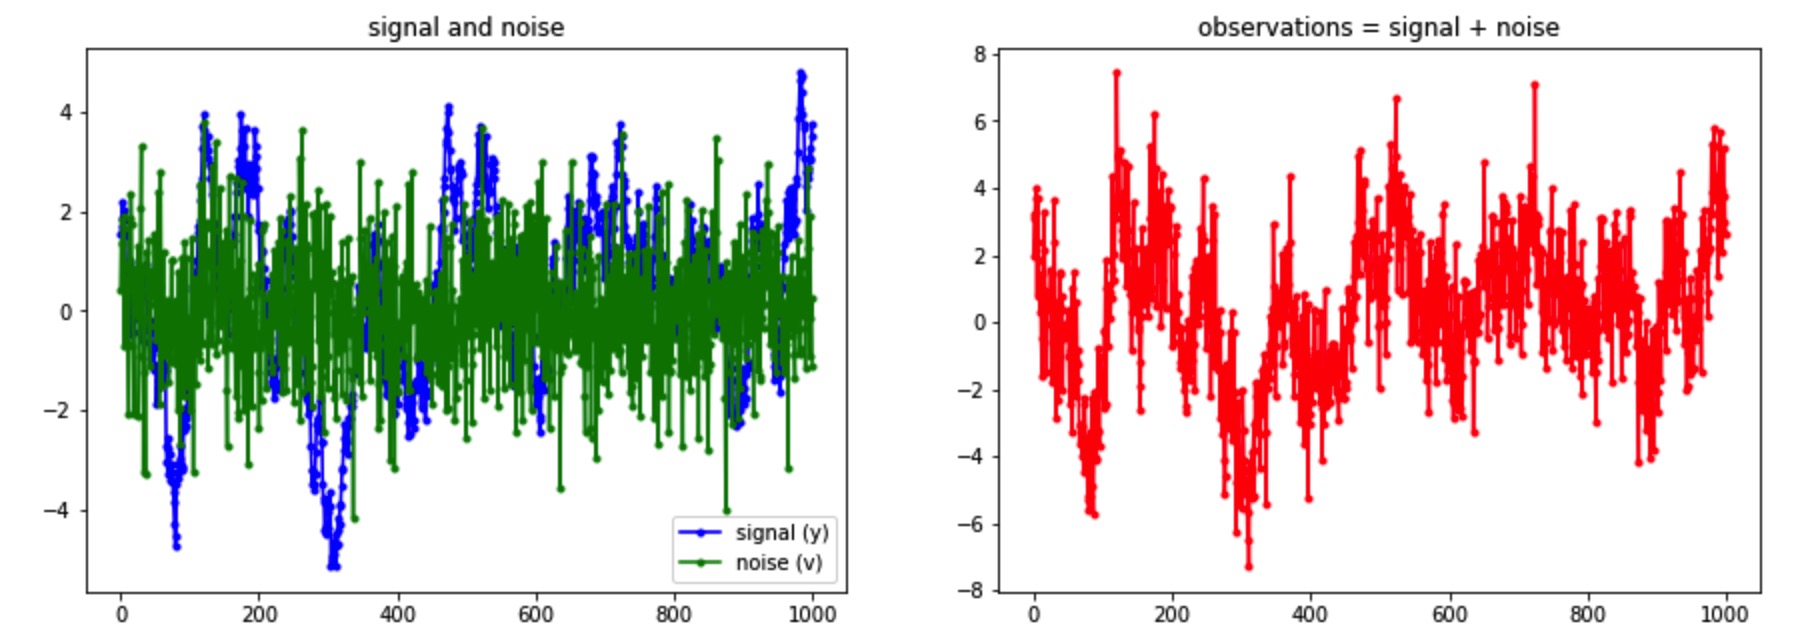 signal and noise
4
2
0
−2
−4
0 200 400 600 800 1000
signal (y)
noise (v)
observations = signal + noise
8
6
4
2
0
−2
−4
−6
−8
0 200 400 600 800 1000